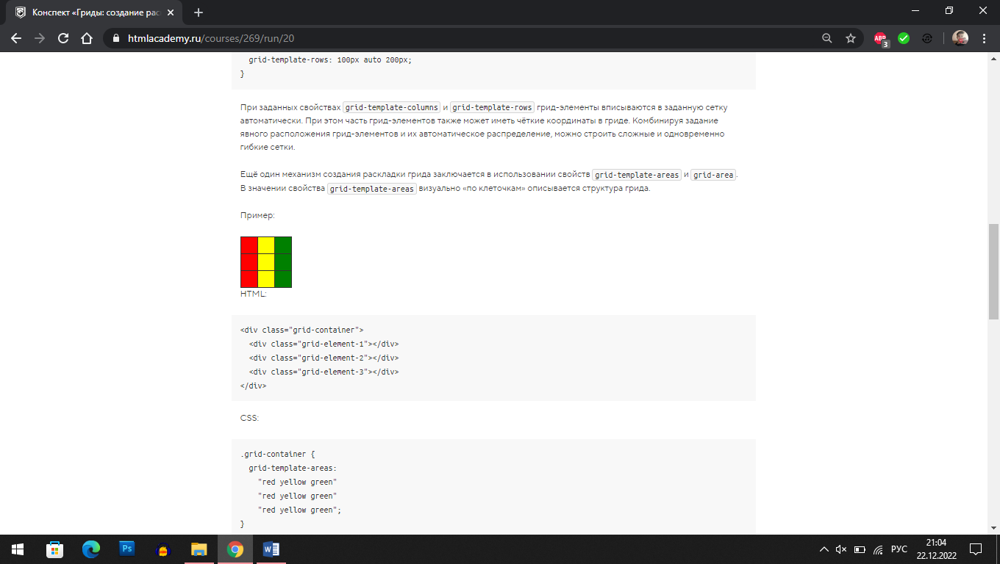 Конспект «Гриды: создание рас
htmlacademy.ru/courses/269/run/20
ABP
3
grid-template-rows: 100px auto 200px;
}
При заданных свойствах grid-template-columns и grid-template-rows грид-элементы вписываются в заданную сетку
автоматически. При этом часть грид-элементов также может иметь чёткие координаты в гриде. Комбинируя задание
явного расположения грид-элементов и их автоматическое распределение, можно строить сложные и одновременно
гибкие сетки.
Ещё один механизм создания раскладки грида заключается в использовании свойств grid-template-areas и grid-area.
В значении свойства grid-template-areas визуально «по клеточкам» описывается структура грида.
Пример:
HTML:
<div class="grid-container">
  <div class="grid-element-1"></div>
  <div class="grid-element-2"></div>
  <div class="grid-element-3"></div>
</div>
CSS:
.grid-container {
  grid-template-areas:
    "red yellow green"
    "red yellow green"
    "red yellow green";
}
Ps
W
РУС
21:04
22.12.2022